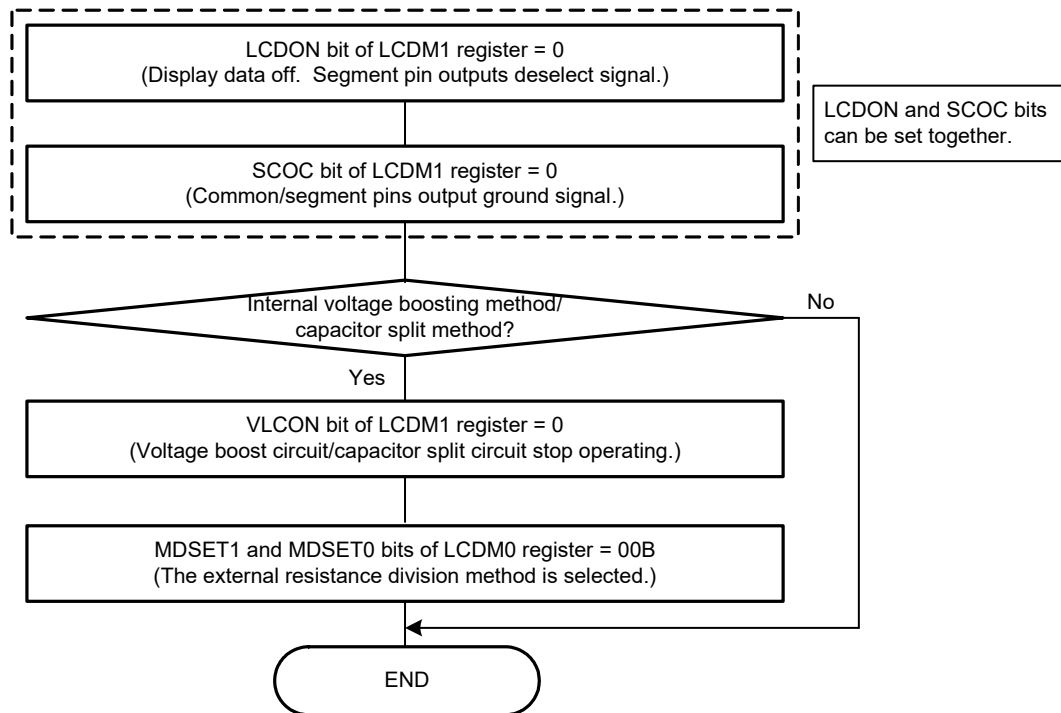 LCDON bit of LCDM1 register = 0
(Display data off.  Segment pin outputs deselect signal.)
LCDON and SCOC bits
can be set together.
SCOC bit of LCDM1 register = 0
(Common/segment pins output ground signal.)
Internal voltage boosting method/
capacitor split method?
No
Yes
VLCON bit of LCDM1 register = 0
(Voltage boost circuit/capacitor split circuit stop operating.)
MDSET1 and MDSET0 bits of LCDM0 register = 00B
(The external resistance division method is selected.)
END